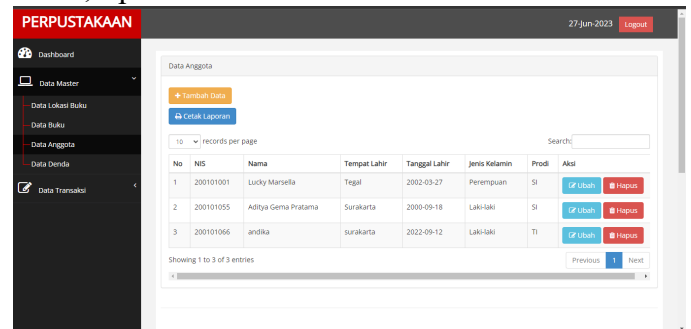 PERPUSTAKAAN
27-Jun-2023 Logout
Dashboard
Data Master
Data Lokasi Buku
Data Buku
Data Anggota
Data Denda
Data Transaksi
Data Anggota
+ Tambah Data
Cetak Laporan
10 records per page Search:
No NIS Nama Tempat Lahir Tanggal Lahir Jenis Kelamin Prodi Aksi
1 200101001 Lucky Marsella Tegal 2002-03-27 Perempuan SI Ubah Hapus
2 200101055 Aditya Gema Pratama Surakarta 2000-09-18 Laki-laki SI Ubah Hapus
3 200101066 andika surakarta 2022-09-12 Laki-laki TI Ubah Hapus
Showing 1 to 3 of 3 entries Previous 1 Next